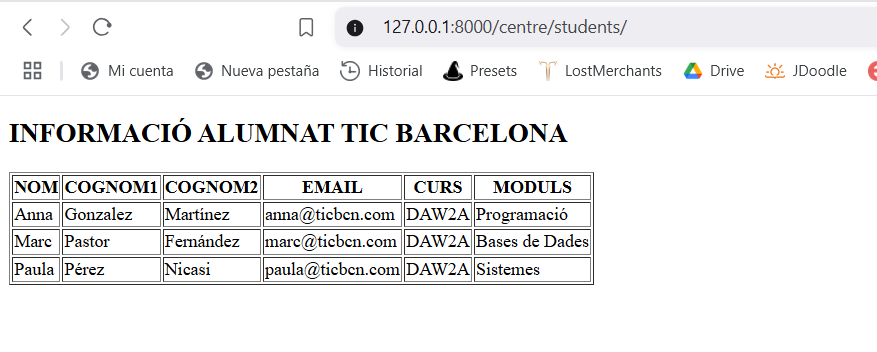 127.0.0.1:8000/centre/students/
Mi cuenta Nueva pestaña Historial Presets LostMerchants Drive JDoodle
INFORMACIÓ ALUMNAT TIC BARCELONA
NOM COGNOM1 COGNOM2 EMAIL CURS MODULS
Anna Gonzalez Martínez anna@ticbcn.com DAW2A Programació
Marc Pastor Fernández marc@ticbcn.com DAW2A Bases de Dades
Paula Pérez Nicasi paula@ticbcn.com DAW2A Sistemes